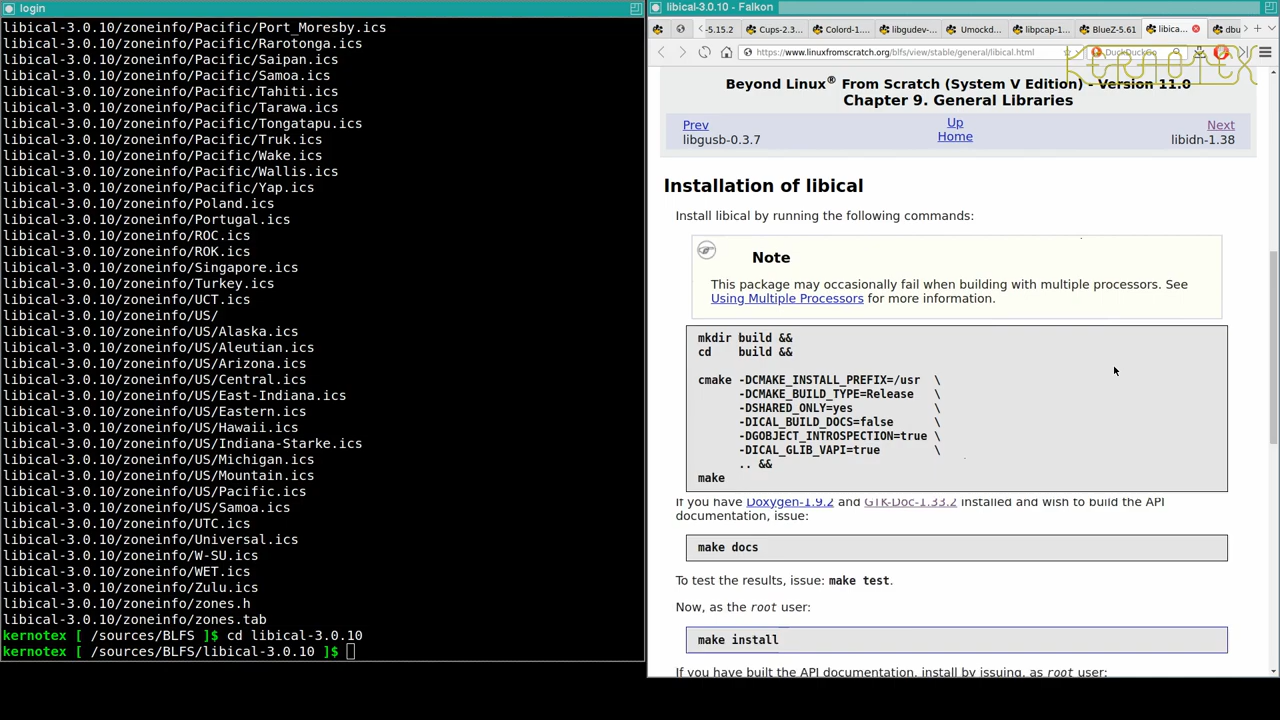 login
libical-3.0.10/zoneinfo/Pacific/Port_Moresby.ics
libical-3.0.10/zoneinfo/Pacific/Rarotonga.ics
libical-3.0.10/zoneinfo/Pacific/Saipan.ics
libical-3.0.10/zoneinfo/Pacific/Samoa.ics
libical-3.0.10/zoneinfo/Pacific/Tahiti.ics
libical-3.0.10/zoneinfo/Pacific/Tarawa.ics
libical-3.0.10/zoneinfo/Pacific/Tongatapu.ics
libical-3.0.10/zoneinfo/Pacific/Truk.ics
libical-3.0.10/zoneinfo/Pacific/Wake.ics
libical-3.0.10/zoneinfo/Pacific/Wallis.ics
libical-3.0.10/zoneinfo/Pacific/Yap.ics
libical-3.0.10/zoneinfo/Poland.ics
libical-3.0.10/zoneinfo/Portugal.ics
libical-3.0.10/zoneinfo/ROC.ics
libical-3.0.10/zoneinfo/ROK.ics
libical-3.0.10/zoneinfo/Singapore.ics
libical-3.0.10/zoneinfo/Turkey.ics
libical-3.0.10/zoneinfo/UCT.ics
libical-3.0.10/zoneinfo/US/
libical-3.0.10/zoneinfo/US/Alaska.ics
libical-3.0.10/zoneinfo/US/Aleutian.ics
libical-3.0.10/zoneinfo/US/Arizona.ics
libical-3.0.10/zoneinfo/US/Central.ics
libical-3.0.10/zoneinfo/US/East-Indiana.ics
libical-3.0.10/zoneinfo/US/Eastern.ics
libical-3.0.10/zoneinfo/US/Hawaii.ics
libical-3.0.10/zoneinfo/US/Indiana-Starke.ics
libical-3.0.10/zoneinfo/US/Michigan.ics
libical-3.0.10/zoneinfo/US/Mountain.ics
libical-3.0.10/zoneinfo/US/Pacific.ics
libical-3.0.10/zoneinfo/US/Samoa.ics
libical-3.0.10/zoneinfo/UTC.ics
libical-3.0.10/zoneinfo/Universal.ics
libical-3.0.10/zoneinfo/W-SU.ics
libical-3.0.10/zoneinfo/WET.ics
libical-3.0.10/zoneinfo/Zulu.ics
libical-3.0.10/zoneinfo/zones.h
libical-3.0.10/zoneinfo/zones.tab
kernotex [ /sources/BLFS ]$ cd libical-3.0.10
kernotex [ /sources/BLFS/libical-3.0.10 ]$
libical-3.0.10 - Falkon
-5.15.2 Cups-2.3... Colord-1.... libgudev-... Umockd... libpcap-1... BlueZ-5.61 libica... dbu
https://www.linuxfromscratch.org/blfs/view/stable/general/libical.html DuckDuckGo
KERNOTEX
Beyond Linux® From Scratch (System V Edition) - Version 11.0
Chapter 9. General Libraries
Prev Up Next
libgusb-0.3.7 Home libidn-1.38
Installation of libical
Install libical by running the following commands:
Note
This package may occasionally fail when building with multiple processors. See
Using Multiple Processors for more information.
mkdir build &&
cd    build &&
cmake -DCMAKE_INSTALL_PREFIX=/usr  \
-DCMAKE_BUILD_TYPE=Release   \
-DSHARED_ONLY=yes            \
-DICAL_BUILD_DOCS=false      \
-DGOBJECT_INTROSPECTION=true \
-DICAL_GLIB_VAPI=true        \
.. &&
make
If you have Doxygen-1.9.2 and GTK-Doc-1.33.2 installed and wish to build the API
documentation, issue:
make docs
To test the results, issue: make test.
Now, as the root user:
make install
If you have built the API documentation, install by issuing, as root user: